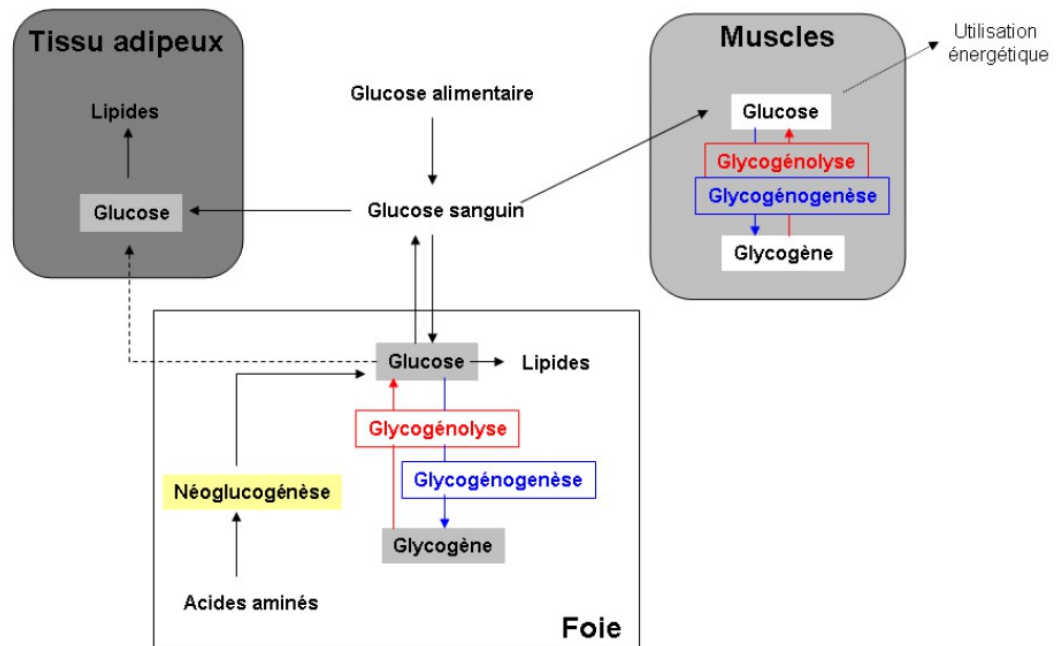 Tissu adipeux
Lipides
Glucose
Glucose alimentaire
Glucose sanguin
Muscles
Glucose
Glycogénolyse
Glycogénogenèse
Glycogène
Utilisation
énergétique
Glucose
Lipides
Glycogénolyse
Glycogénogenèse
Néoglucogénèse
Glycogène
Acides aminés
Foie